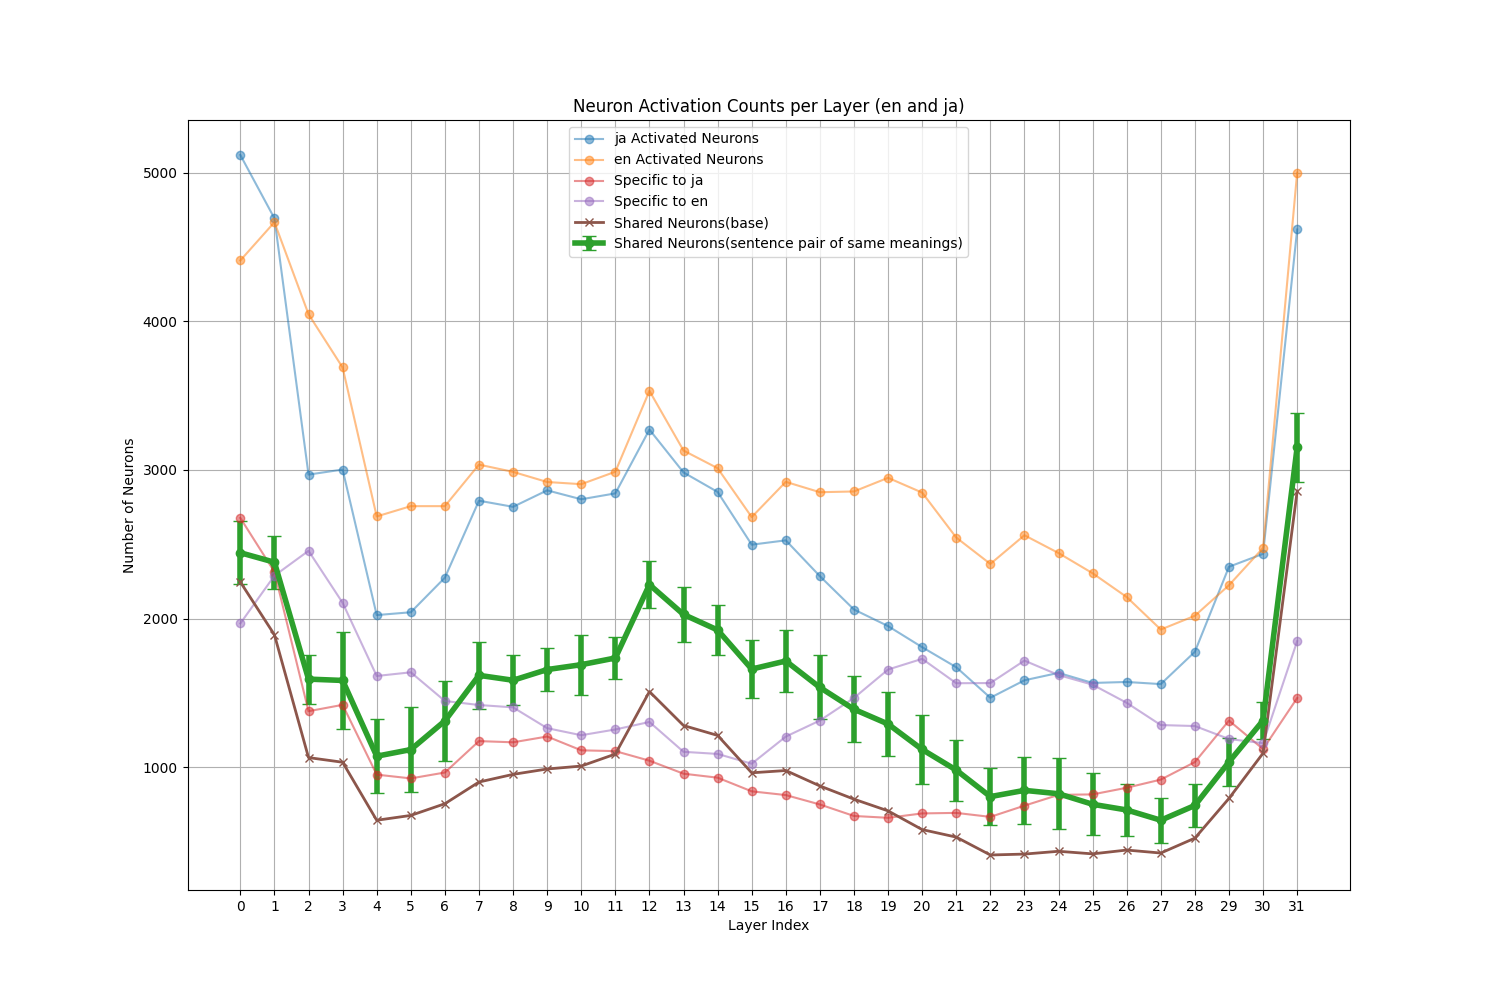 Neuron Activation Counts per Layer (en and ja)
ja Activated Neurons
en Activated Neurons
Specific to ja
Specific to en
Shared Neurons(base)
Shared Neurons(sentence pair of same meanings)
5000
4000
3000
2000
1000
Number of Neurons
0 1 2 3 4 5 6 7 8 9 10 11 12 13 14 15 16 17 18 19 20 21 22 23 24 25 26 27 28 29 30 31
Layer Index